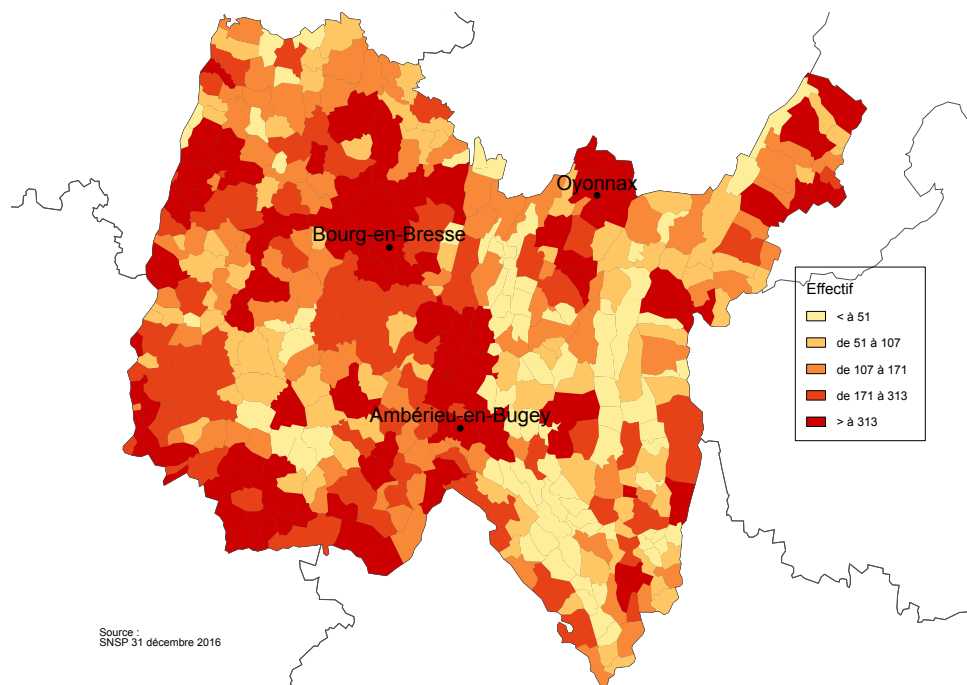 Oyonnax
Bourg-en-Bresse
Effectif
< à 51
de 51 à 107
de 107 à 171
de 171 à 313
> à 313
Ambérieu-en-Bugey
Source :
SNSP 31 décembre 2016